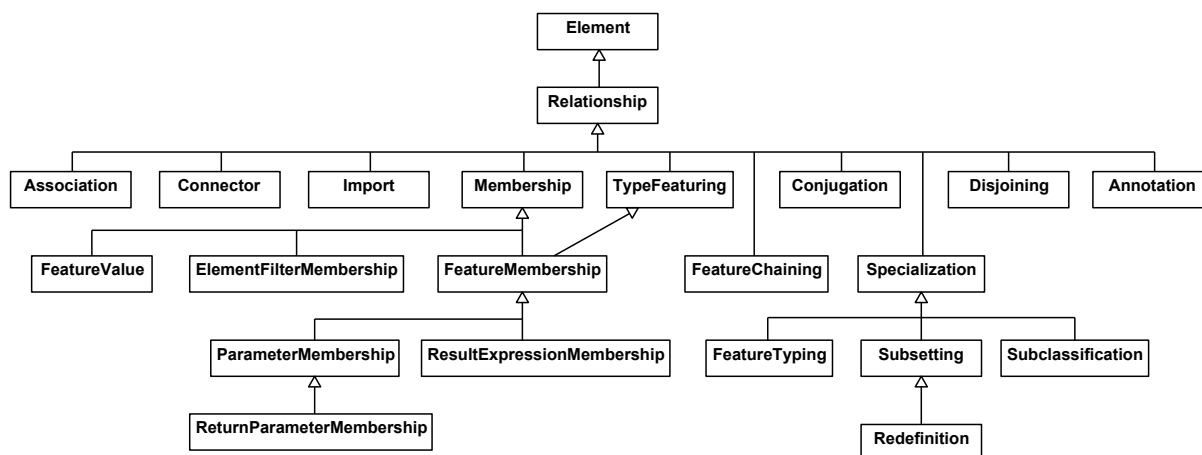 Element
Relationship
Association
Connector
Import
Membership
TypeFeaturing
Conjugation
Disjoining
Annotation
FeatureValue
ElementFilterMembership
FeatureMembership
FeatureChaining
Specialization
ParameterMembership
ResultExpressionMembership
FeatureTyping
Subsetting
Subclassification
ReturnParameterMembership
Redefinition